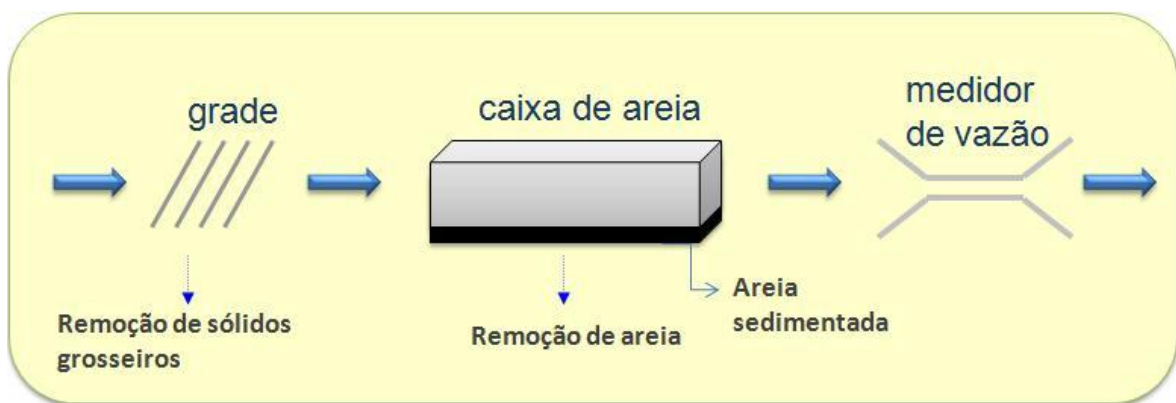 grade
caixa de areia
medidor
de vazão
Remoção de sólidos
grosseiros
Remoção de areia
Areia
sedimentada